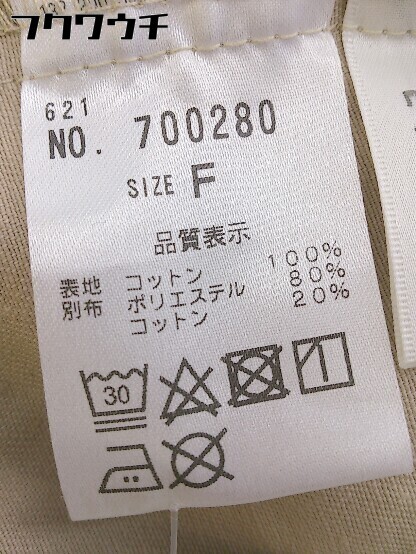 フクワウチ
621
NO. 700280
SIZE F
品質表示
表地 コットン 100%
別布 ポリエステル 80%
コットン 20%
30